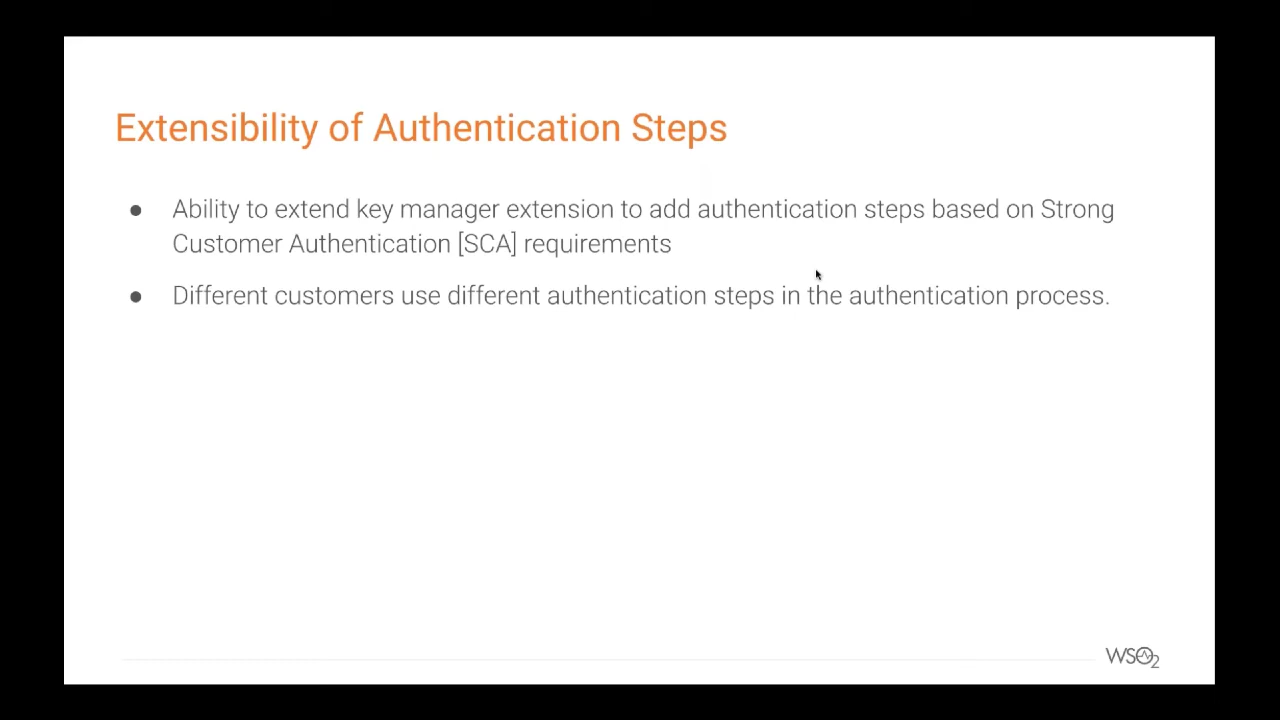 Extensibility of Authentication Steps
● Ability to extend key manager extension to add authentication steps based on Strong
Customer Authentication [SCA] requirements
● Different customers use different authentication steps in the authentication process.
WSO2